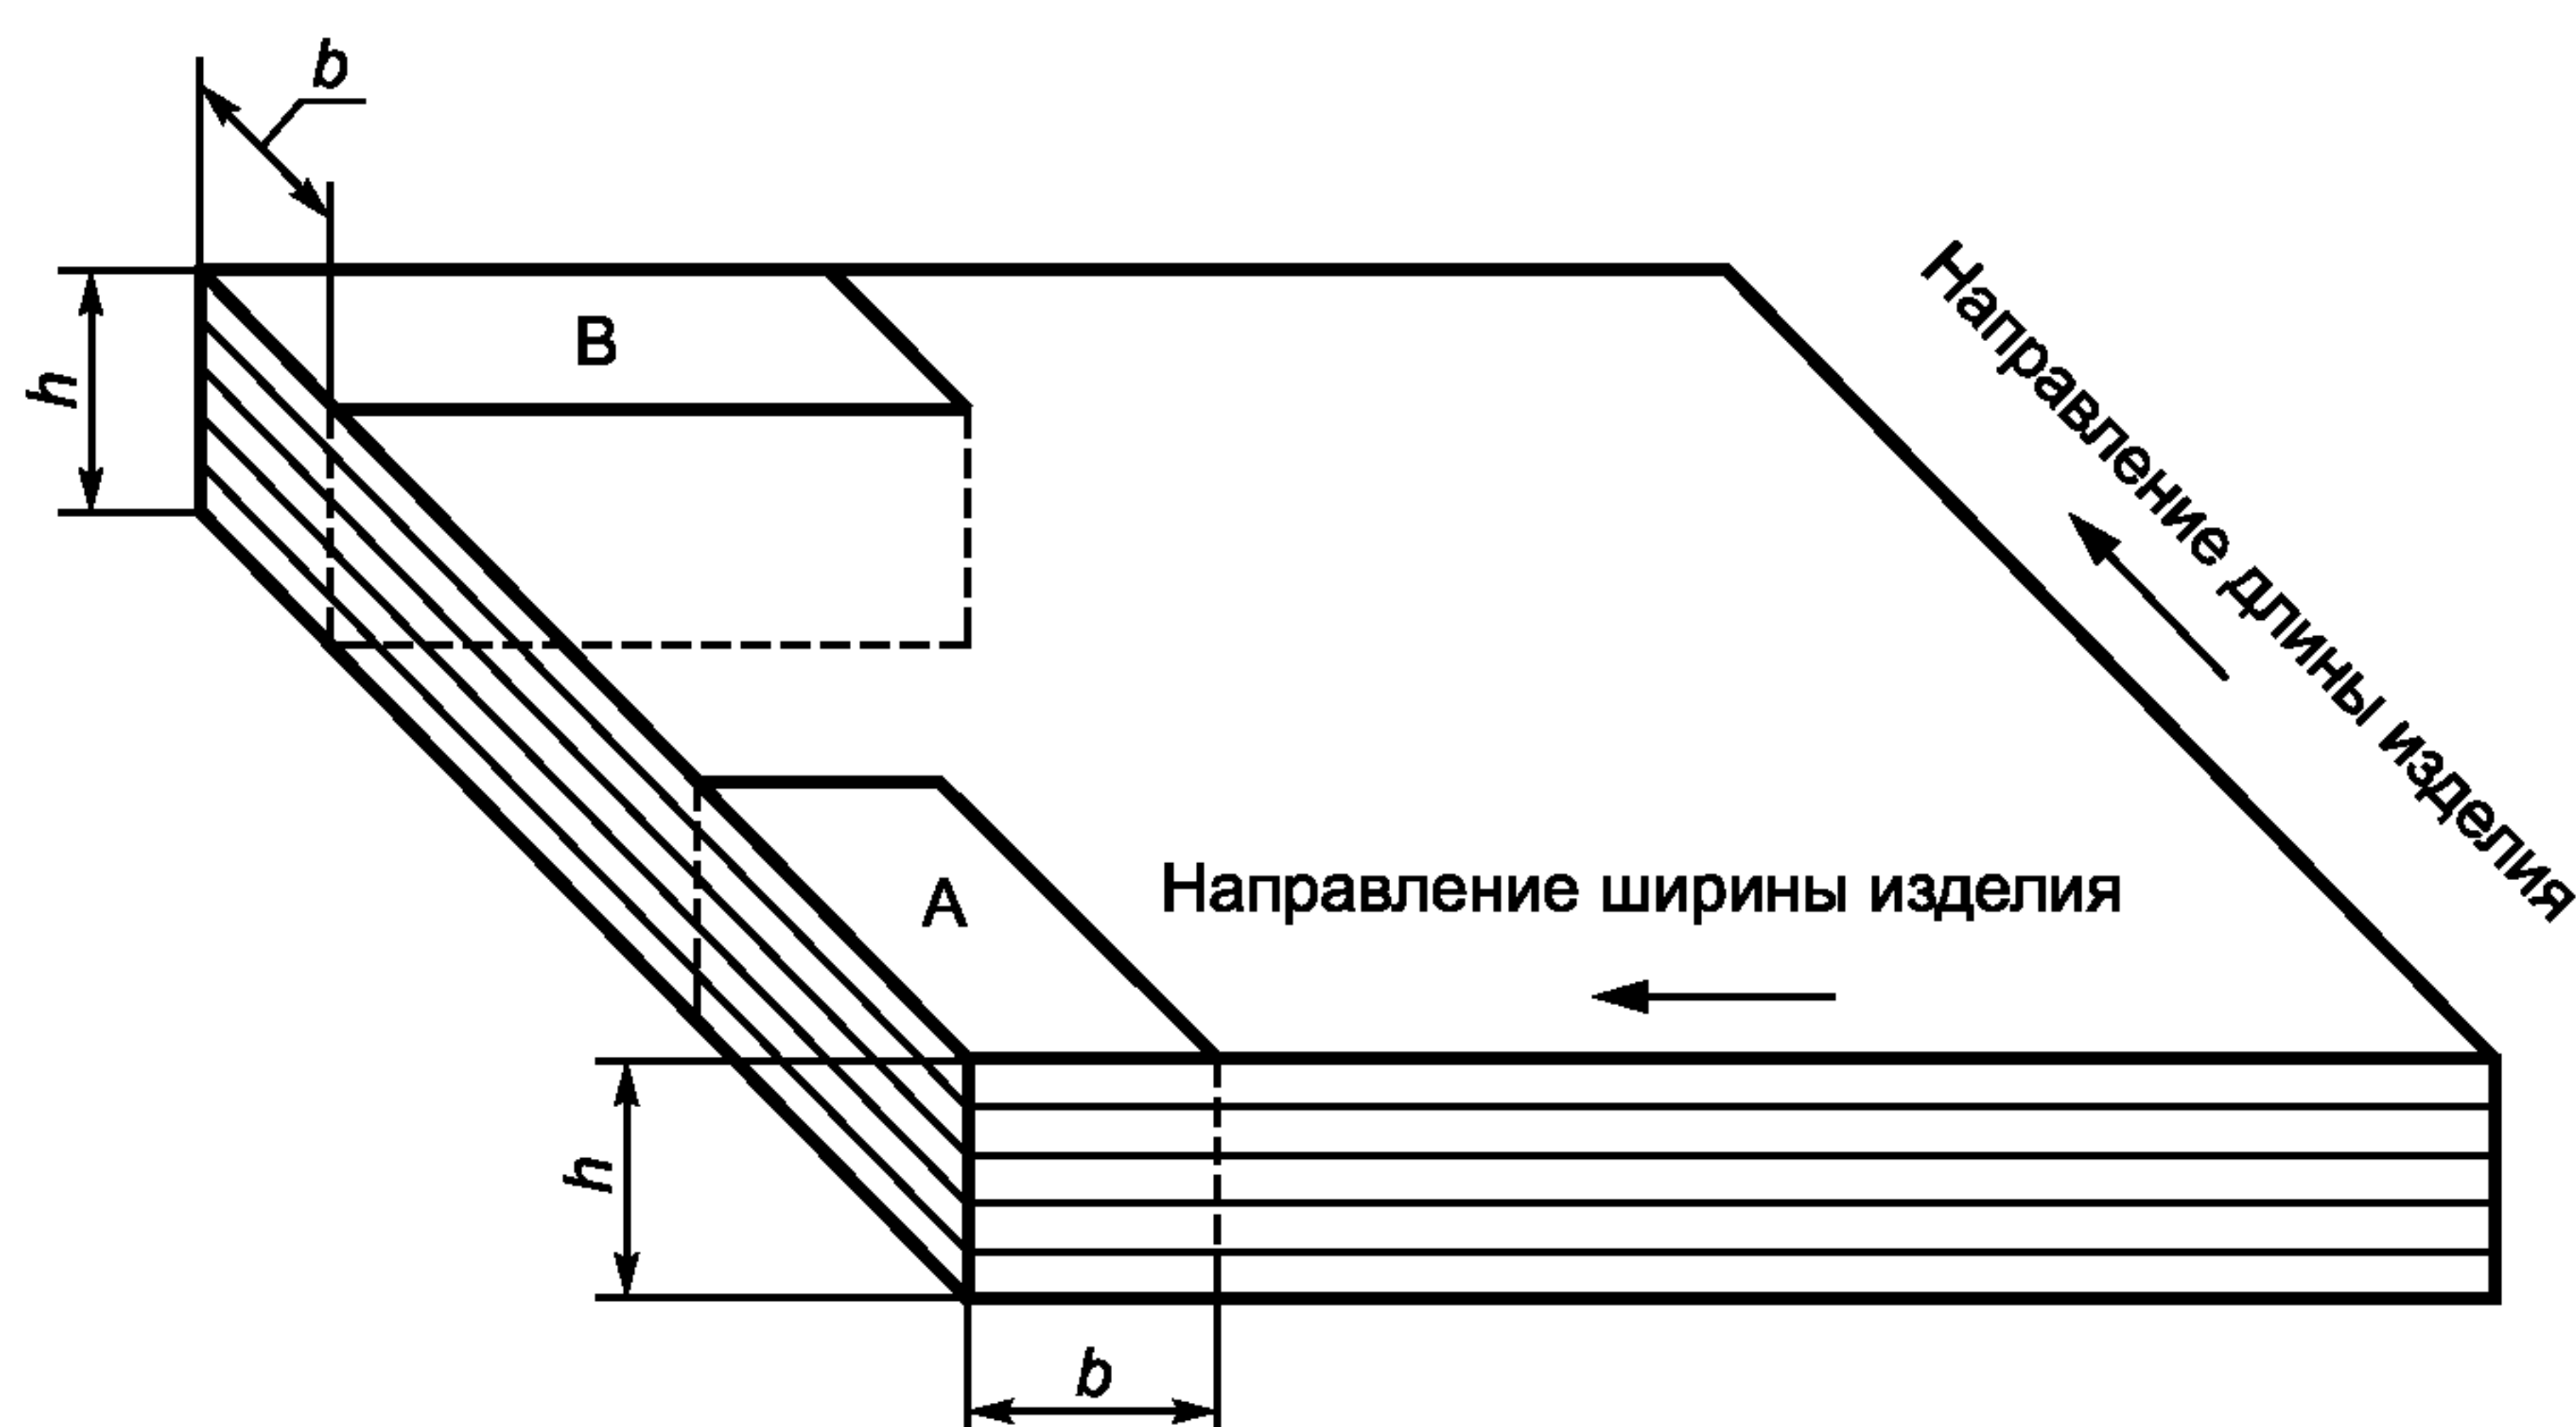 b
B
h
Направление длины изделия
A
Направление ширины изделия
h
b